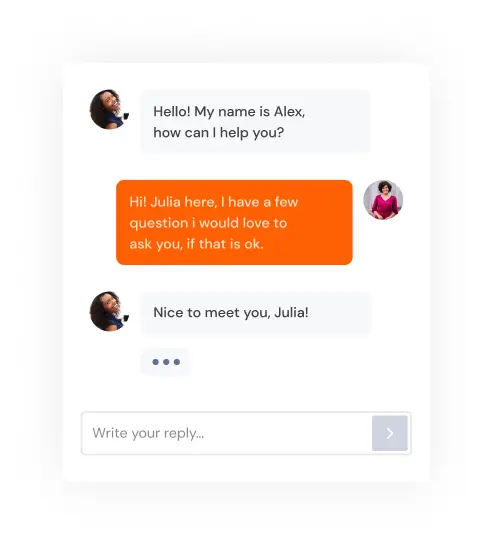 Hello! My name is Alex,
how can I help you?
Hi! Julia here, I have a few
question i would love to
ask you, if that is ok.
Nice to meet you, Julia!
Write your reply...